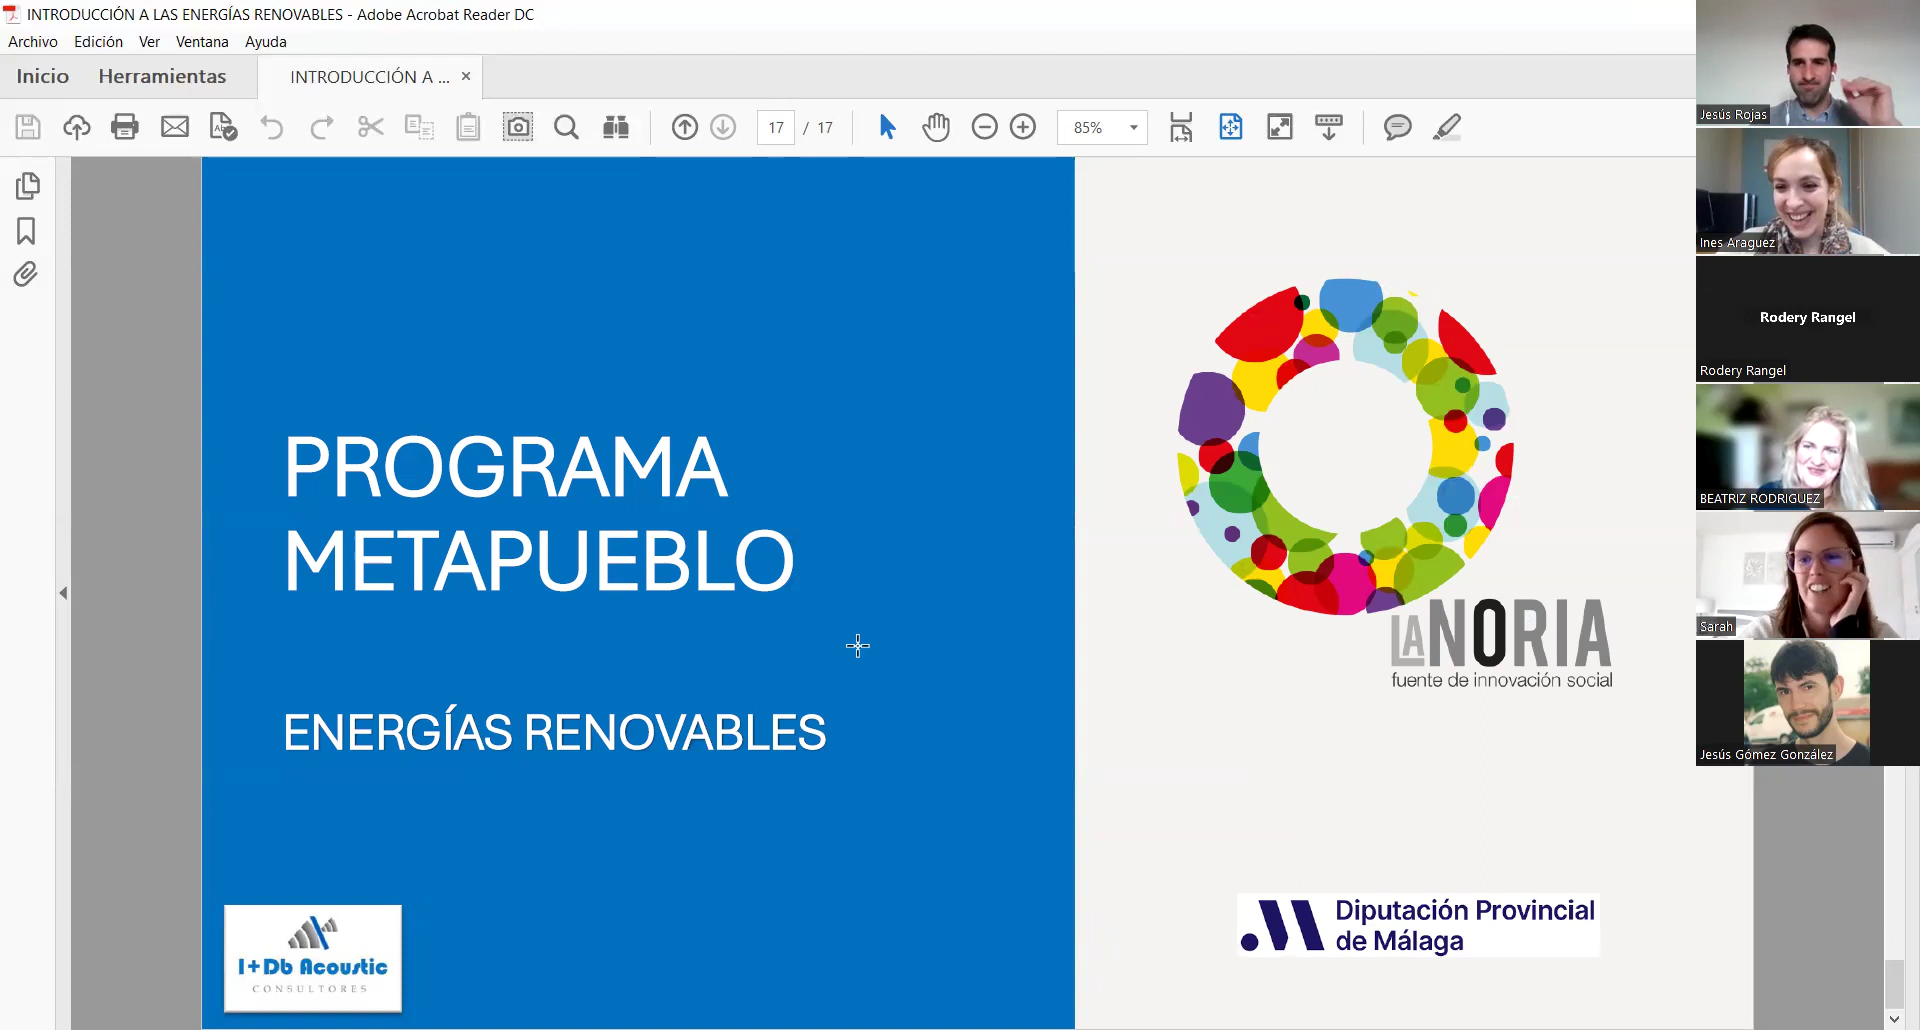 INTRODUCCIÓN A LAS ENERGÍAS RENOVABLES - Adobe Acrobat Reader DC
Archivo Edición Ver Ventana Ayuda
Inicio Herramientas INTRODUCCIÓN A ... ×
17 / 17 85%
PROGRAMA
METAPUEBLO
ENERGÍAS RENOVABLES
I+Db Acoustic
CONSULTORES
LA NORIA
fuente de innovación social
Diputación Provincial
de Málaga
Jesús Rojas
Ines Araguez
Rodery Rangel
Rodery Rangel
BEATRIZ RODRIGUEZ
Sarah
Jesús Gómez González